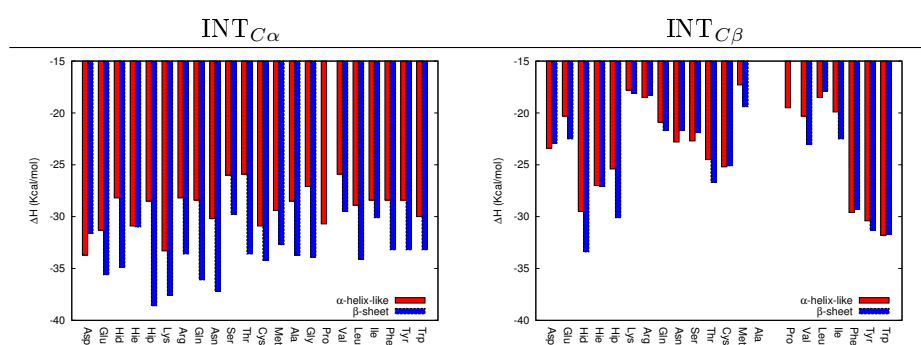 INT_{Cα}
-15
-20
-25
-30
-35
-40
ΔH (Kcal/mol)
Asp Glu Hid Hie Hip Lys Arg Gln Asn Ser Thr Cys Met Ala Gly Pro Val Leu Ile Phe Tyr Trp
α-helix-like
β-sheet
INT_{Cβ}
-15
-20
-25
-30
-35
-40
ΔH (Kcal/mol)
Asp Glu Hid Hie Hip Lys Arg Gln Asn Ser Thr Cys Met Ala Pro Val Leu Ile Phe Tyr Trp
α-helix-like
β-sheet